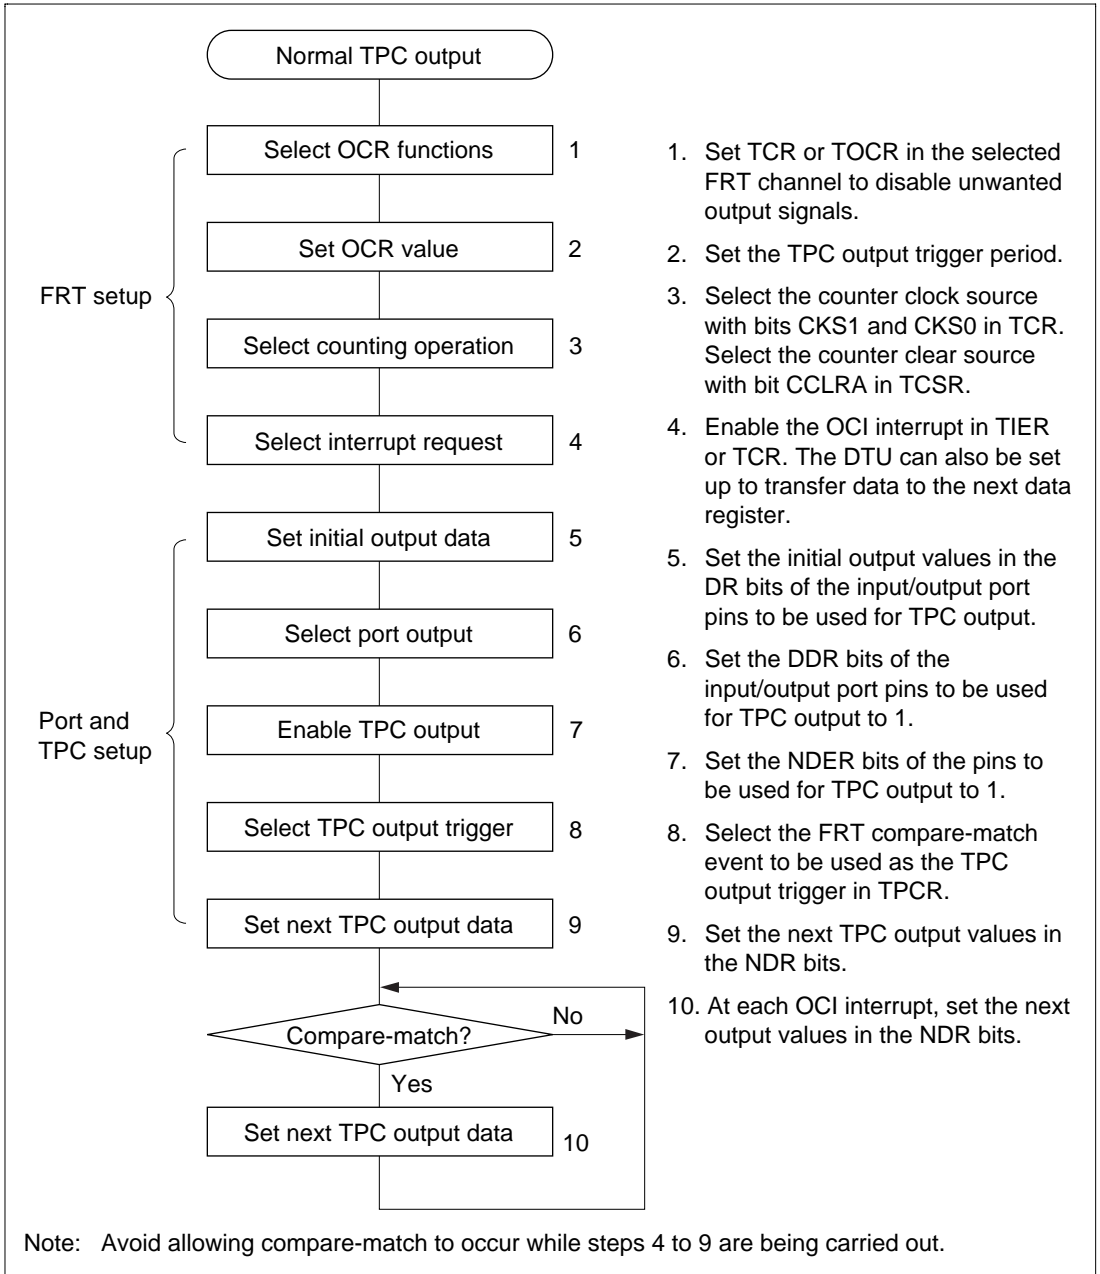 Normal TPC output
Select OCR functions 1
Set OCR value 2
FRT setup
Select counting operation 3
Select interrupt request 4
Set initial output data 5
Select port output 6
Port and
TPC setup
Enable TPC output 7
Select TPC output trigger 8
Set next TPC output data 9
Compare-match?
No
Yes
Set next TPC output data 10
1. Set TCR or TOCR in the selected
FRT channel to disable unwanted
output signals.
2. Set the TPC output trigger period.
3. Select the counter clock source
with bits CKS1 and CKS0 in TCR.
Select the counter clear source
with bit CCLRA in TCSR.
4. Enable the OCI interrupt in TIER
or TCR. The DTU can also be set
up to transfer data to the next data
register.
5. Set the initial output values in the
DR bits of the input/output port
pins to be used for TPC output.
6. Set the DDR bits of the
input/output port pins to be used
for TPC output to 1.
7. Set the NDER bits of the pins to
be used for TPC output to 1.
8. Select the FRT compare-match
event to be used as the TPC
output trigger in TPCR.
9. Set the next TPC output values in
the NDR bits.
10. At each OCI interrupt, set the next
output values in the NDR bits.
Note: Avoid allowing compare-match to occur while steps 4 to 9 are being carried out.